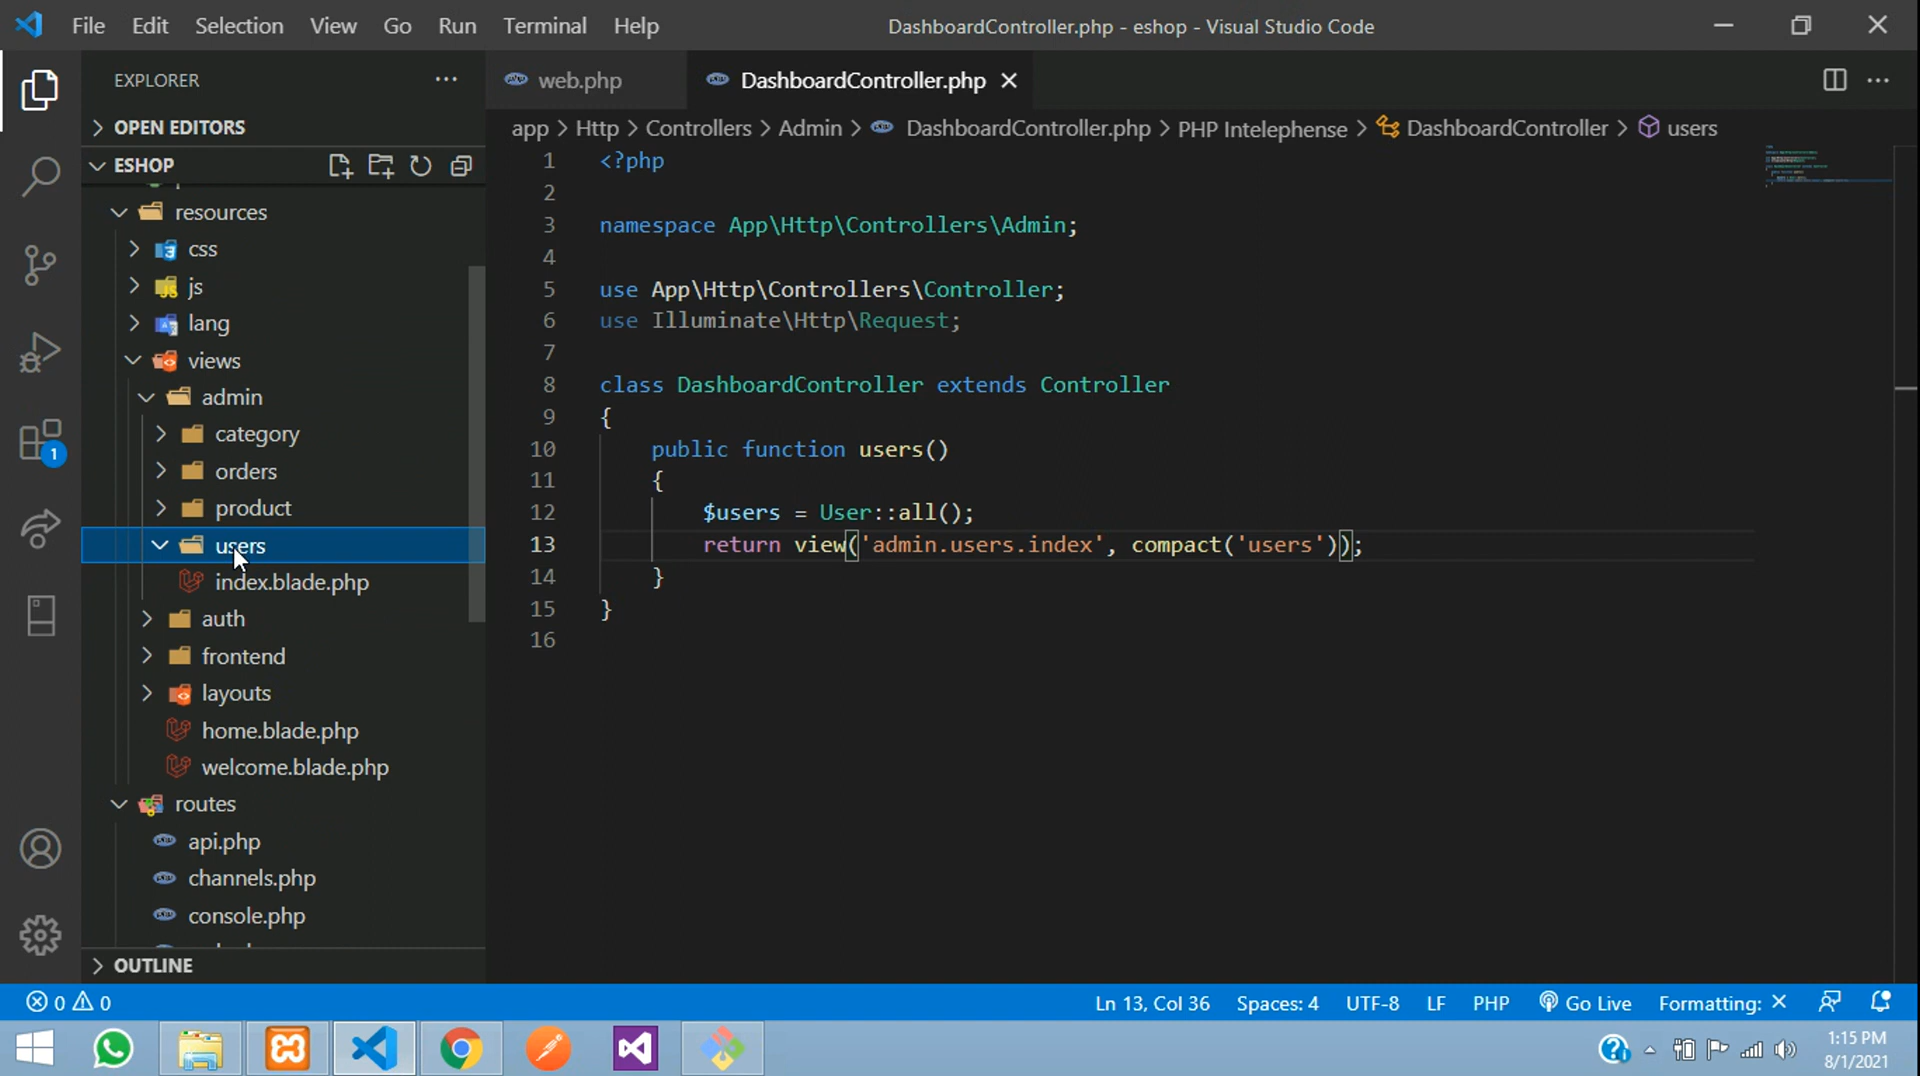 File Edit Selection View Go Run Terminal Help
DashboardController.php - eshop - Visual Studio Code
EXPLORER
web.php
DashboardController.php
OPEN EDITORS
app > Http > Controllers > Admin > DashboardController.php > PHP Intelephense > DashboardController > users
ESHOP
resources
css
js
lang
views
admin
category
orders
product
users
index.blade.php
auth
frontend
layouts
home.blade.php
welcome.blade.php
routes
api.php
channels.php
console.php
OUTLINE
1 <?php
2
3 namespace App\Http\Controllers\Admin;
4
5 use App\Http\Controllers\Controller;
6 use Illuminate\Http\Request;
7
8 class DashboardController extends Controller
9 {
10 public function users()
11 {
12 $users = User::all();
13 return view('admin.users.index', compact('users'));
14 }
15 }
16
1
0 0
Ln 13, Col 36 Spaces: 4 UTF-8 LF PHP Go Live Formatting: ×
1:15 PM
8/1/2021